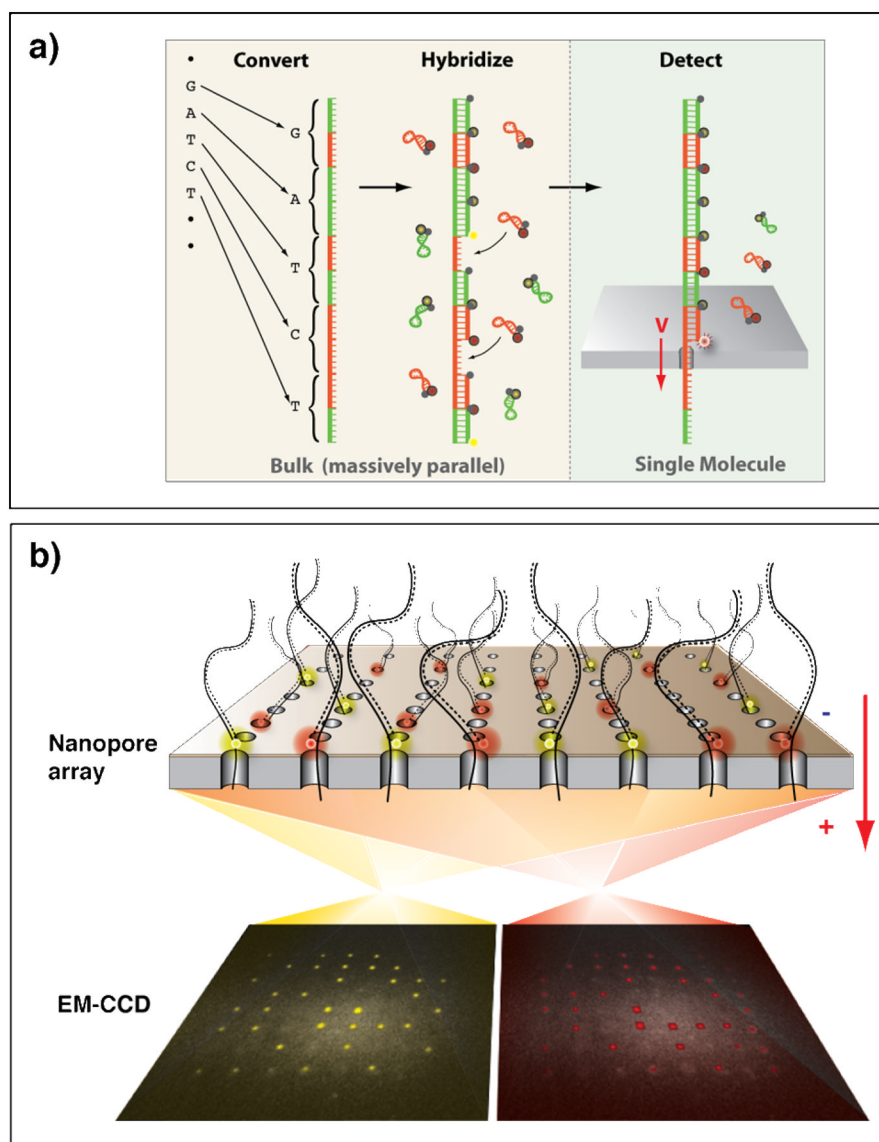 a)
Convert Hybridize Detect
•
G
A
T
C
T
•
•
G
A
T
C
T
V
Bulk (massively parallel) Single Molecule
b)
Nanopore
array
-
+
EM-CCD